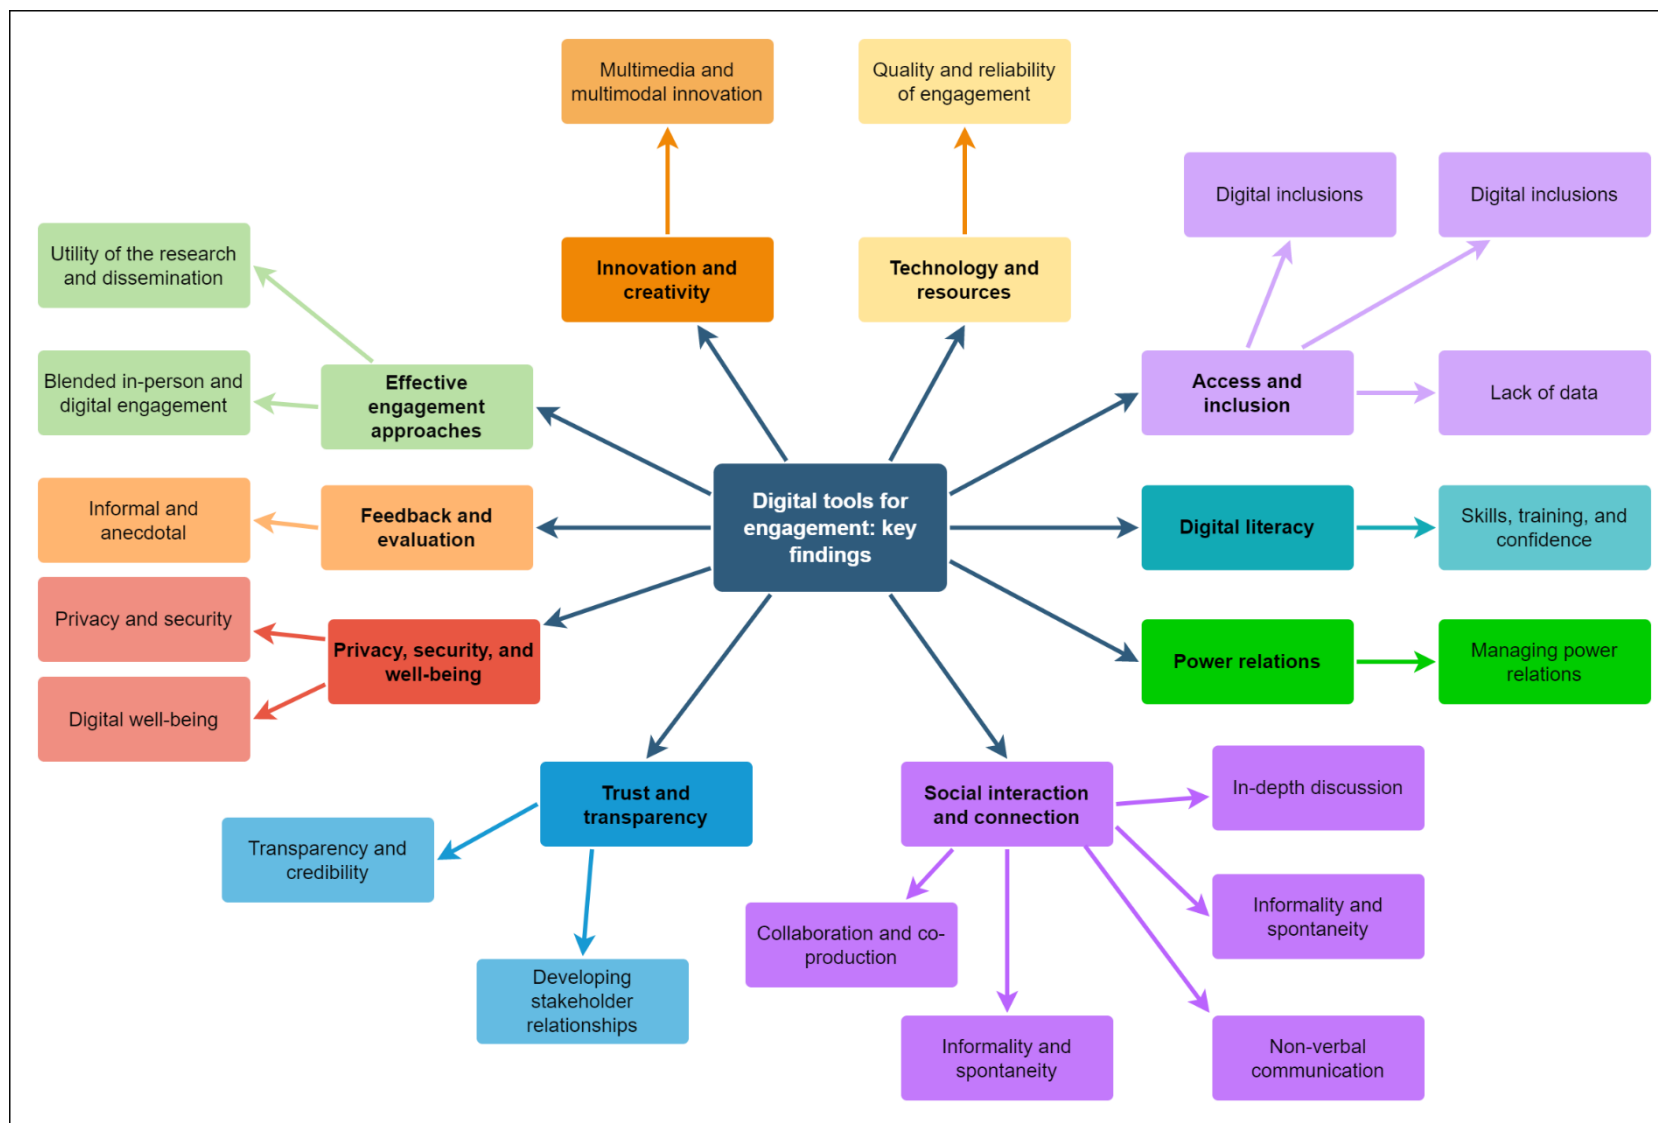 Multimedia and
multimodal innovation
Quality and reliability
of engagement
Digital inclusions
Digital inclusions
Utility of the research
and dissemination
Innovation and
creativity
Technology and
resources
Blended in-person and
digital engagement
Effective
engagement
approaches
Access and
inclusion
Lack of data
Informal and
anecdotal
Feedback and
evaluation
Digital tools for
engagement: key
findings
Digital literacy
Skills, training, and
confidence
Privacy and security
Privacy, security, and
well-being
Digital well-being
Power relations
Managing power
relations
Trust and
transparency
Social interaction
and connection
In-depth discussion
Transparency and
credibility
Informality and
spontaneity
Collaboration and co-
production
Developing
stakeholder
relationships
Informality and
spontaneity
Non-verbal
communication